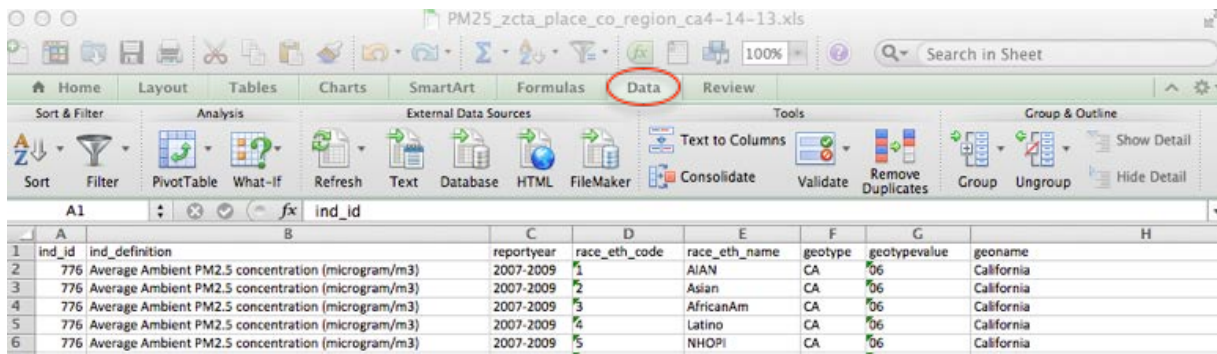 PM25_zcta_place_co_region_ca4-14-13.xls
fx 100% ? Search in Sheet
Home Layout Tables Charts SmartArt Formulas Data Review
Sort & Filter Analysis External Data Sources Tools Group & Outline
A Z Text to Columns Show Detail
Consolidate Hide Detail
Sort Filter PivotTable What-If Refresh Text Database HTML FileMaker Validate Remove Duplicates Group Ungroup
A1 fx ind_id
A B C D E F G H
1 ind_id ind_definition reportyear race_eth_code race_eth_name geotype geotypevalue geoname
2 776 Average Ambient PM2.5 concentration (microgram/m3) 2007-2009 1 AIAN CA 06 California
3 776 Average Ambient PM2.5 concentration (microgram/m3) 2007-2009 2 Asian CA 06 California
4 776 Average Ambient PM2.5 concentration (microgram/m3) 2007-2009 3 AfricanAm CA 06 California
5 776 Average Ambient PM2.5 concentration (microgram/m3) 2007-2009 4 Latino CA 06 California
6 776 Average Ambient PM2.5 concentration (microgram/m3) 2007-2009 5 NHOPI CA 06 California